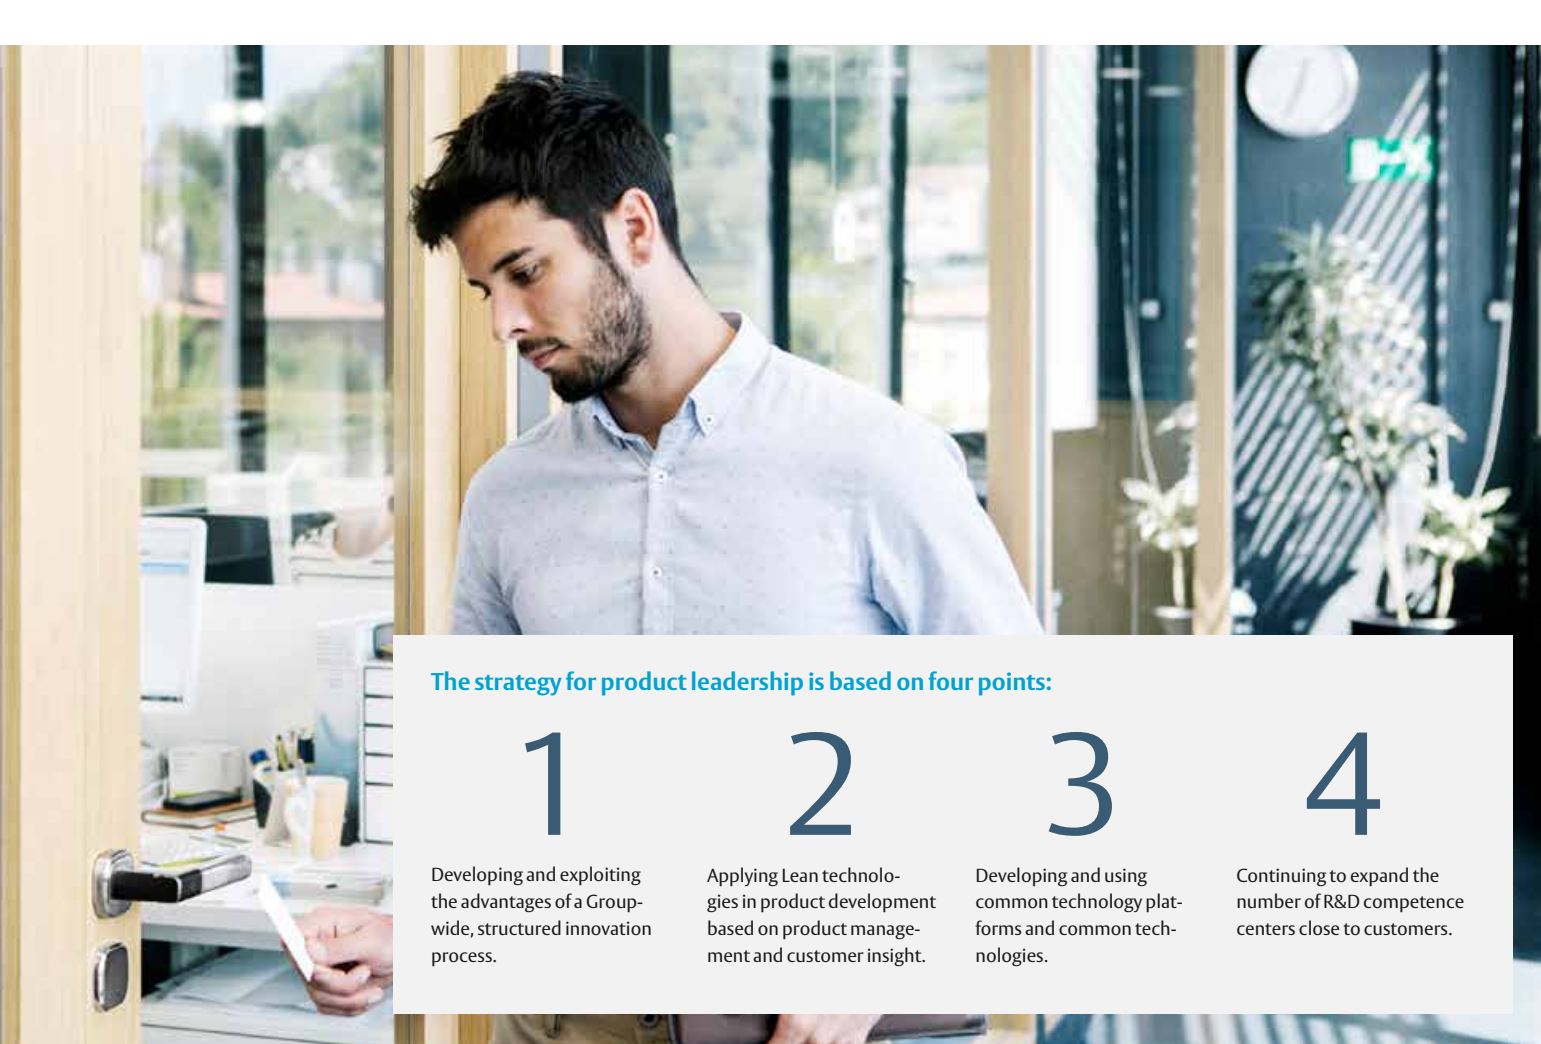 The strategy for product leadership is based on four points:
1
Developing and exploiting
the advantages of a Group-
wide, structured innovation
process.
2
Applying Lean technolo-
gies in product development
based on product manage-
ment and customer insight.
3
Developing and using
common technology plat-
forms and common tech-
nologies.
4
Continuing to expand the
number of R&D competence
centers close to customers.